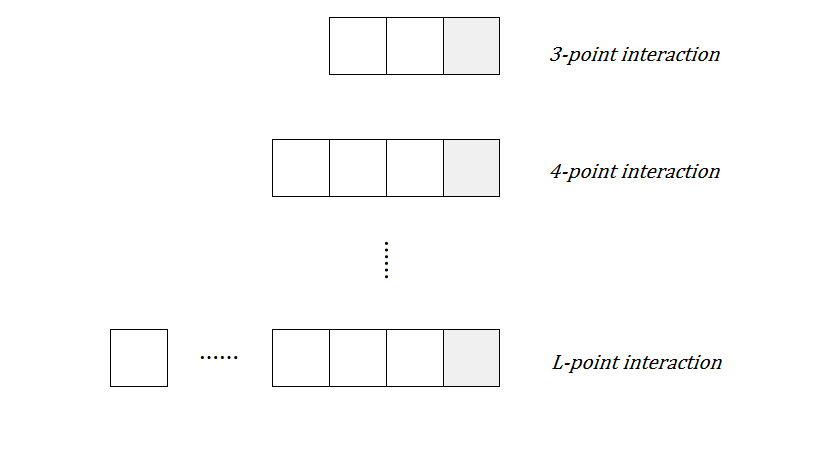 3-point interaction
4-point interaction
L-point interaction